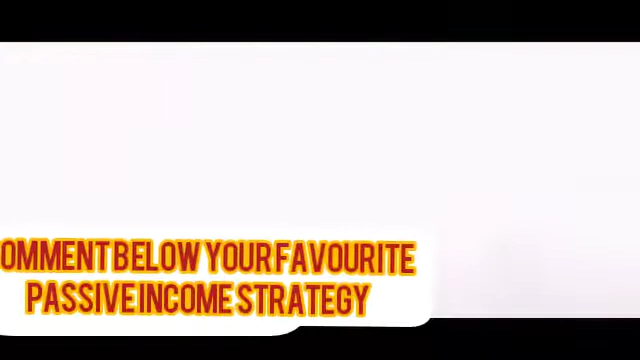 OMMENT BELOW YOUR FAVOURITE
PASSIVE INCOME STRATEGY